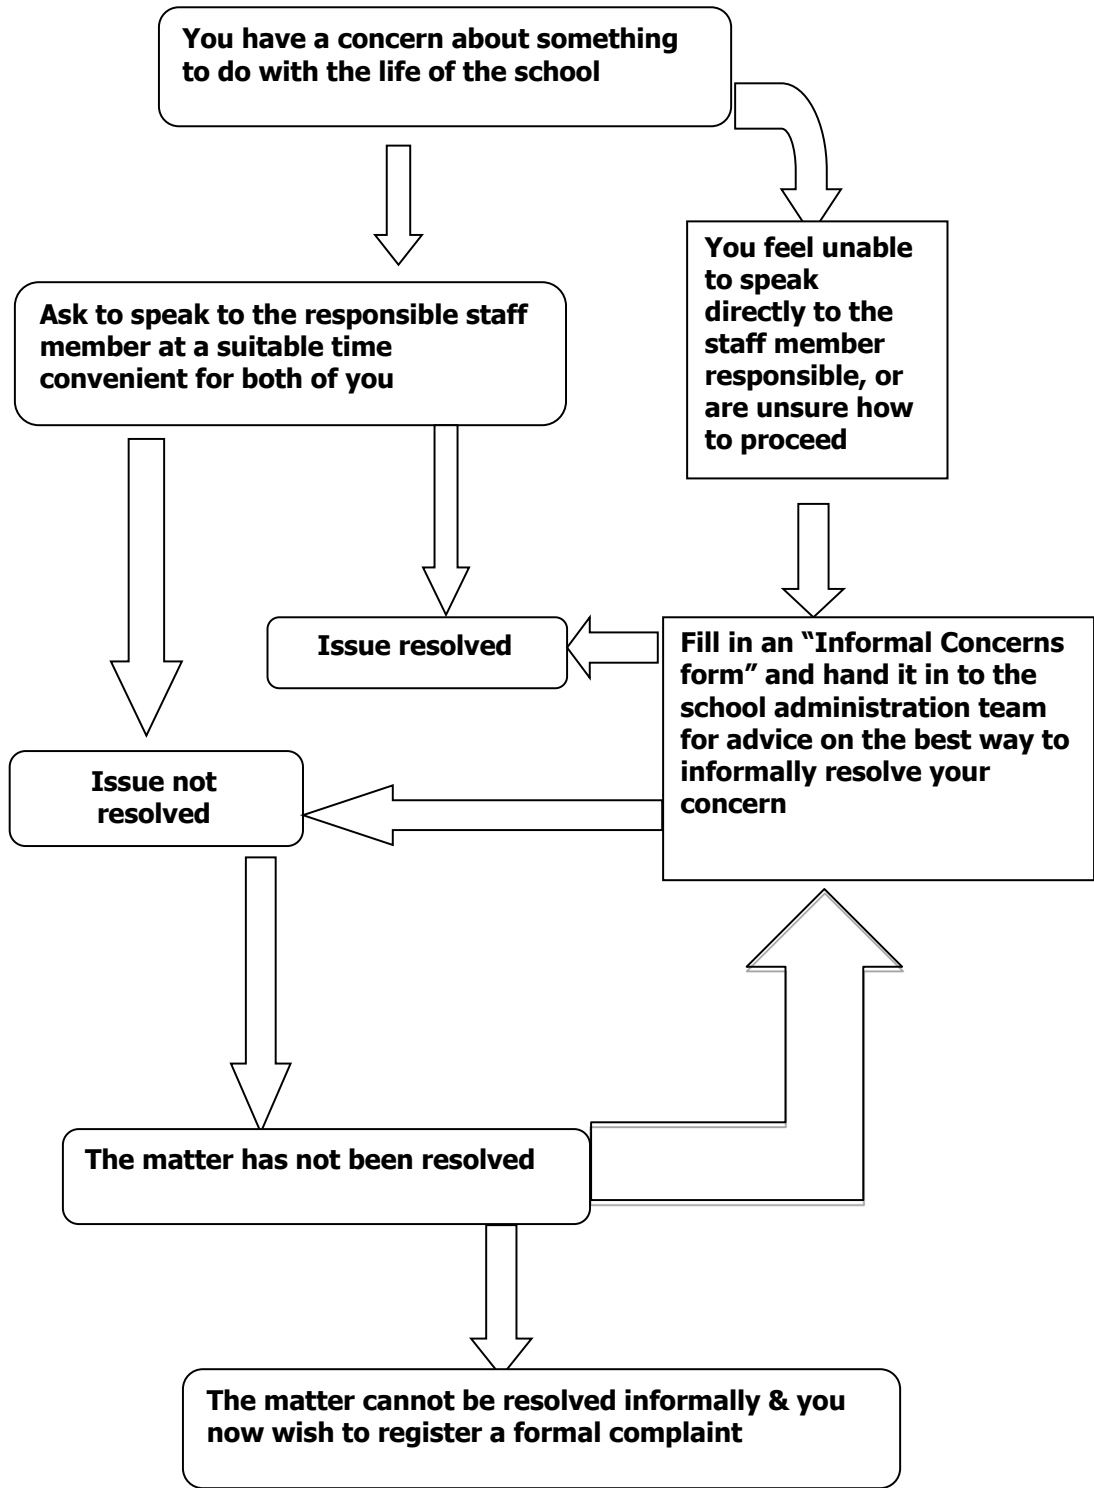 You have a concern about something
to do with the life of the school
Ask to speak to the responsible staff
member at a suitable time
convenient for both of you
You feel unable
to speak
directly to the
staff member
responsible, or
are unsure how
to proceed
Issue resolved
Fill in an “Informal Concerns
form” and hand it in to the
school administration team
for advice on the best way to
informally resolve your
concern
Issue not
resolved
The matter has not been resolved
The matter cannot be resolved informally & you
now wish to register a formal complaint